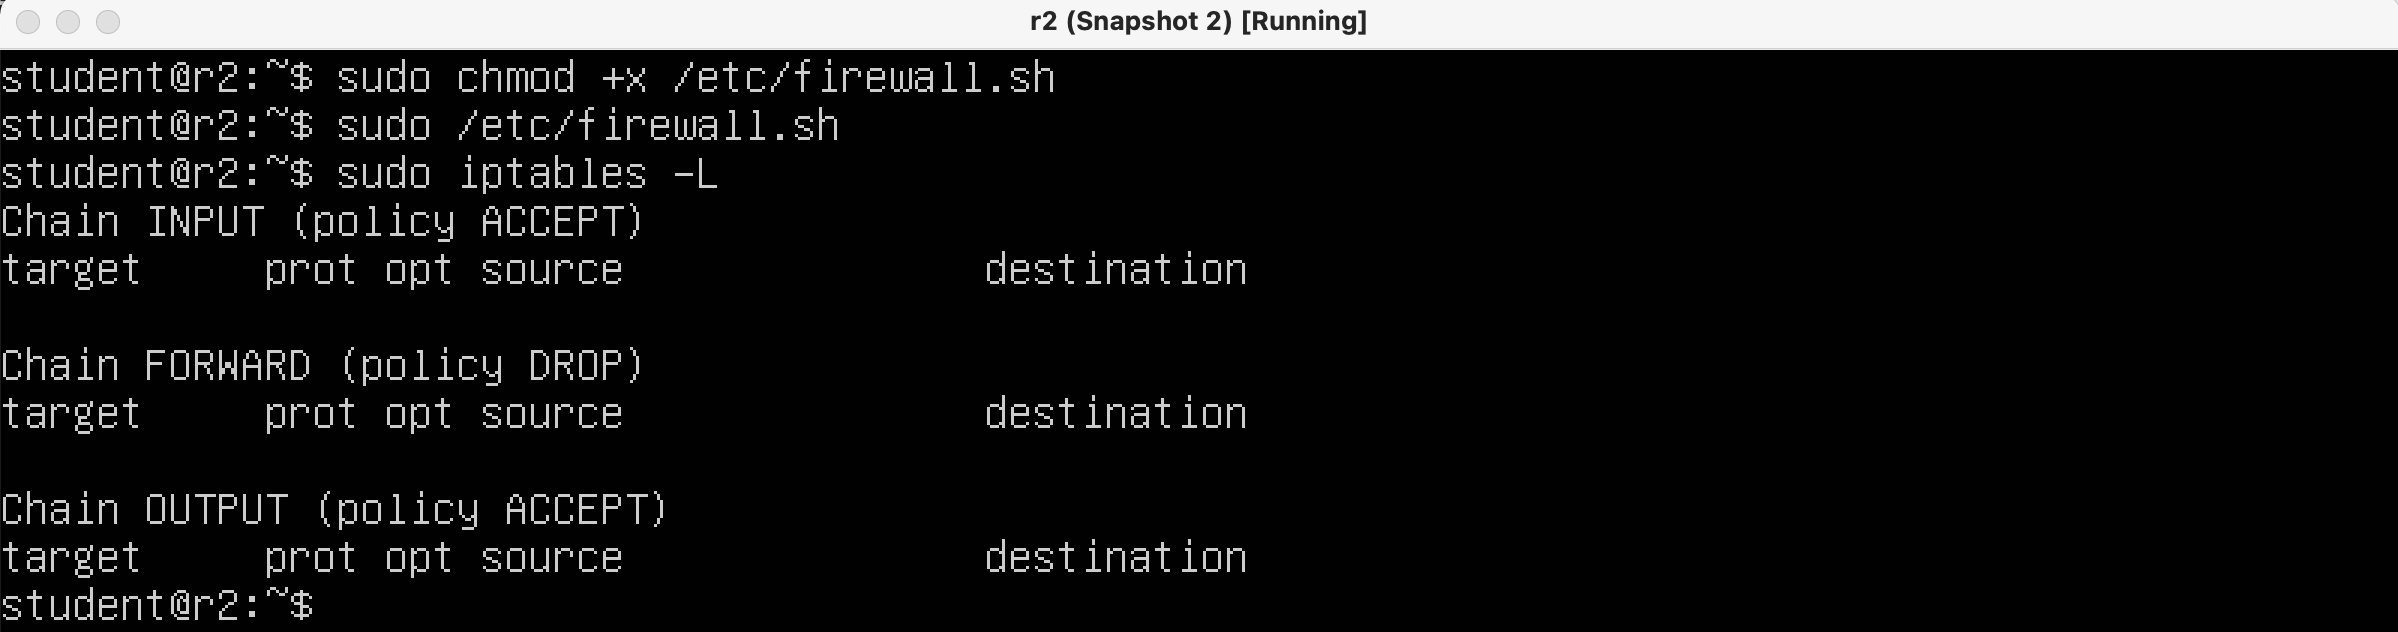 r2 (Snapshot 2) [Running]
student@r2:~$ sudo chmod +x /etc/firewall.sh
student@r2:~$ sudo /etc/firewall.sh
student@r2:~$ sudo iptables -L
Chain INPUT (policy ACCEPT)
target     prot opt source               destination

Chain FORWARD (policy DROP)
target     prot opt source               destination

Chain OUTPUT (policy ACCEPT)
target     prot opt source               destination
student@r2:~$